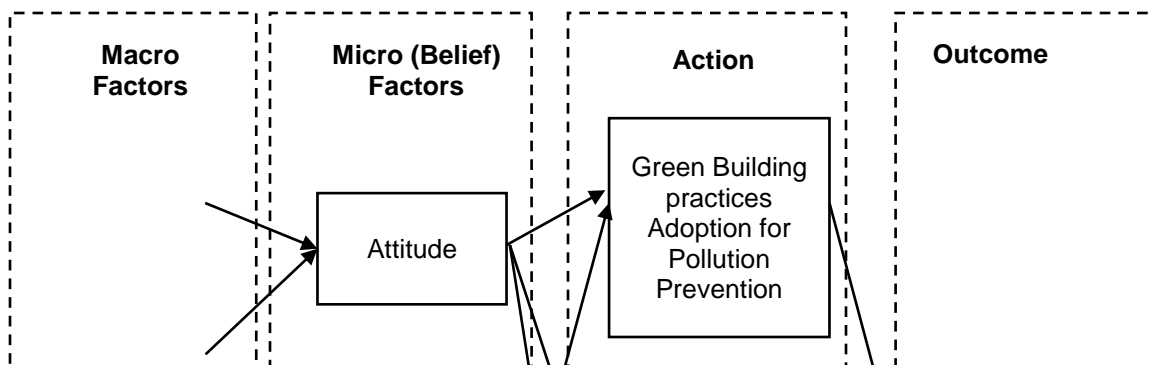 Macro
Factors
Micro (Belief)
Factors
Action
Outcome
Attitude
Green Building
practices
Adoption for
Pollution
Prevention